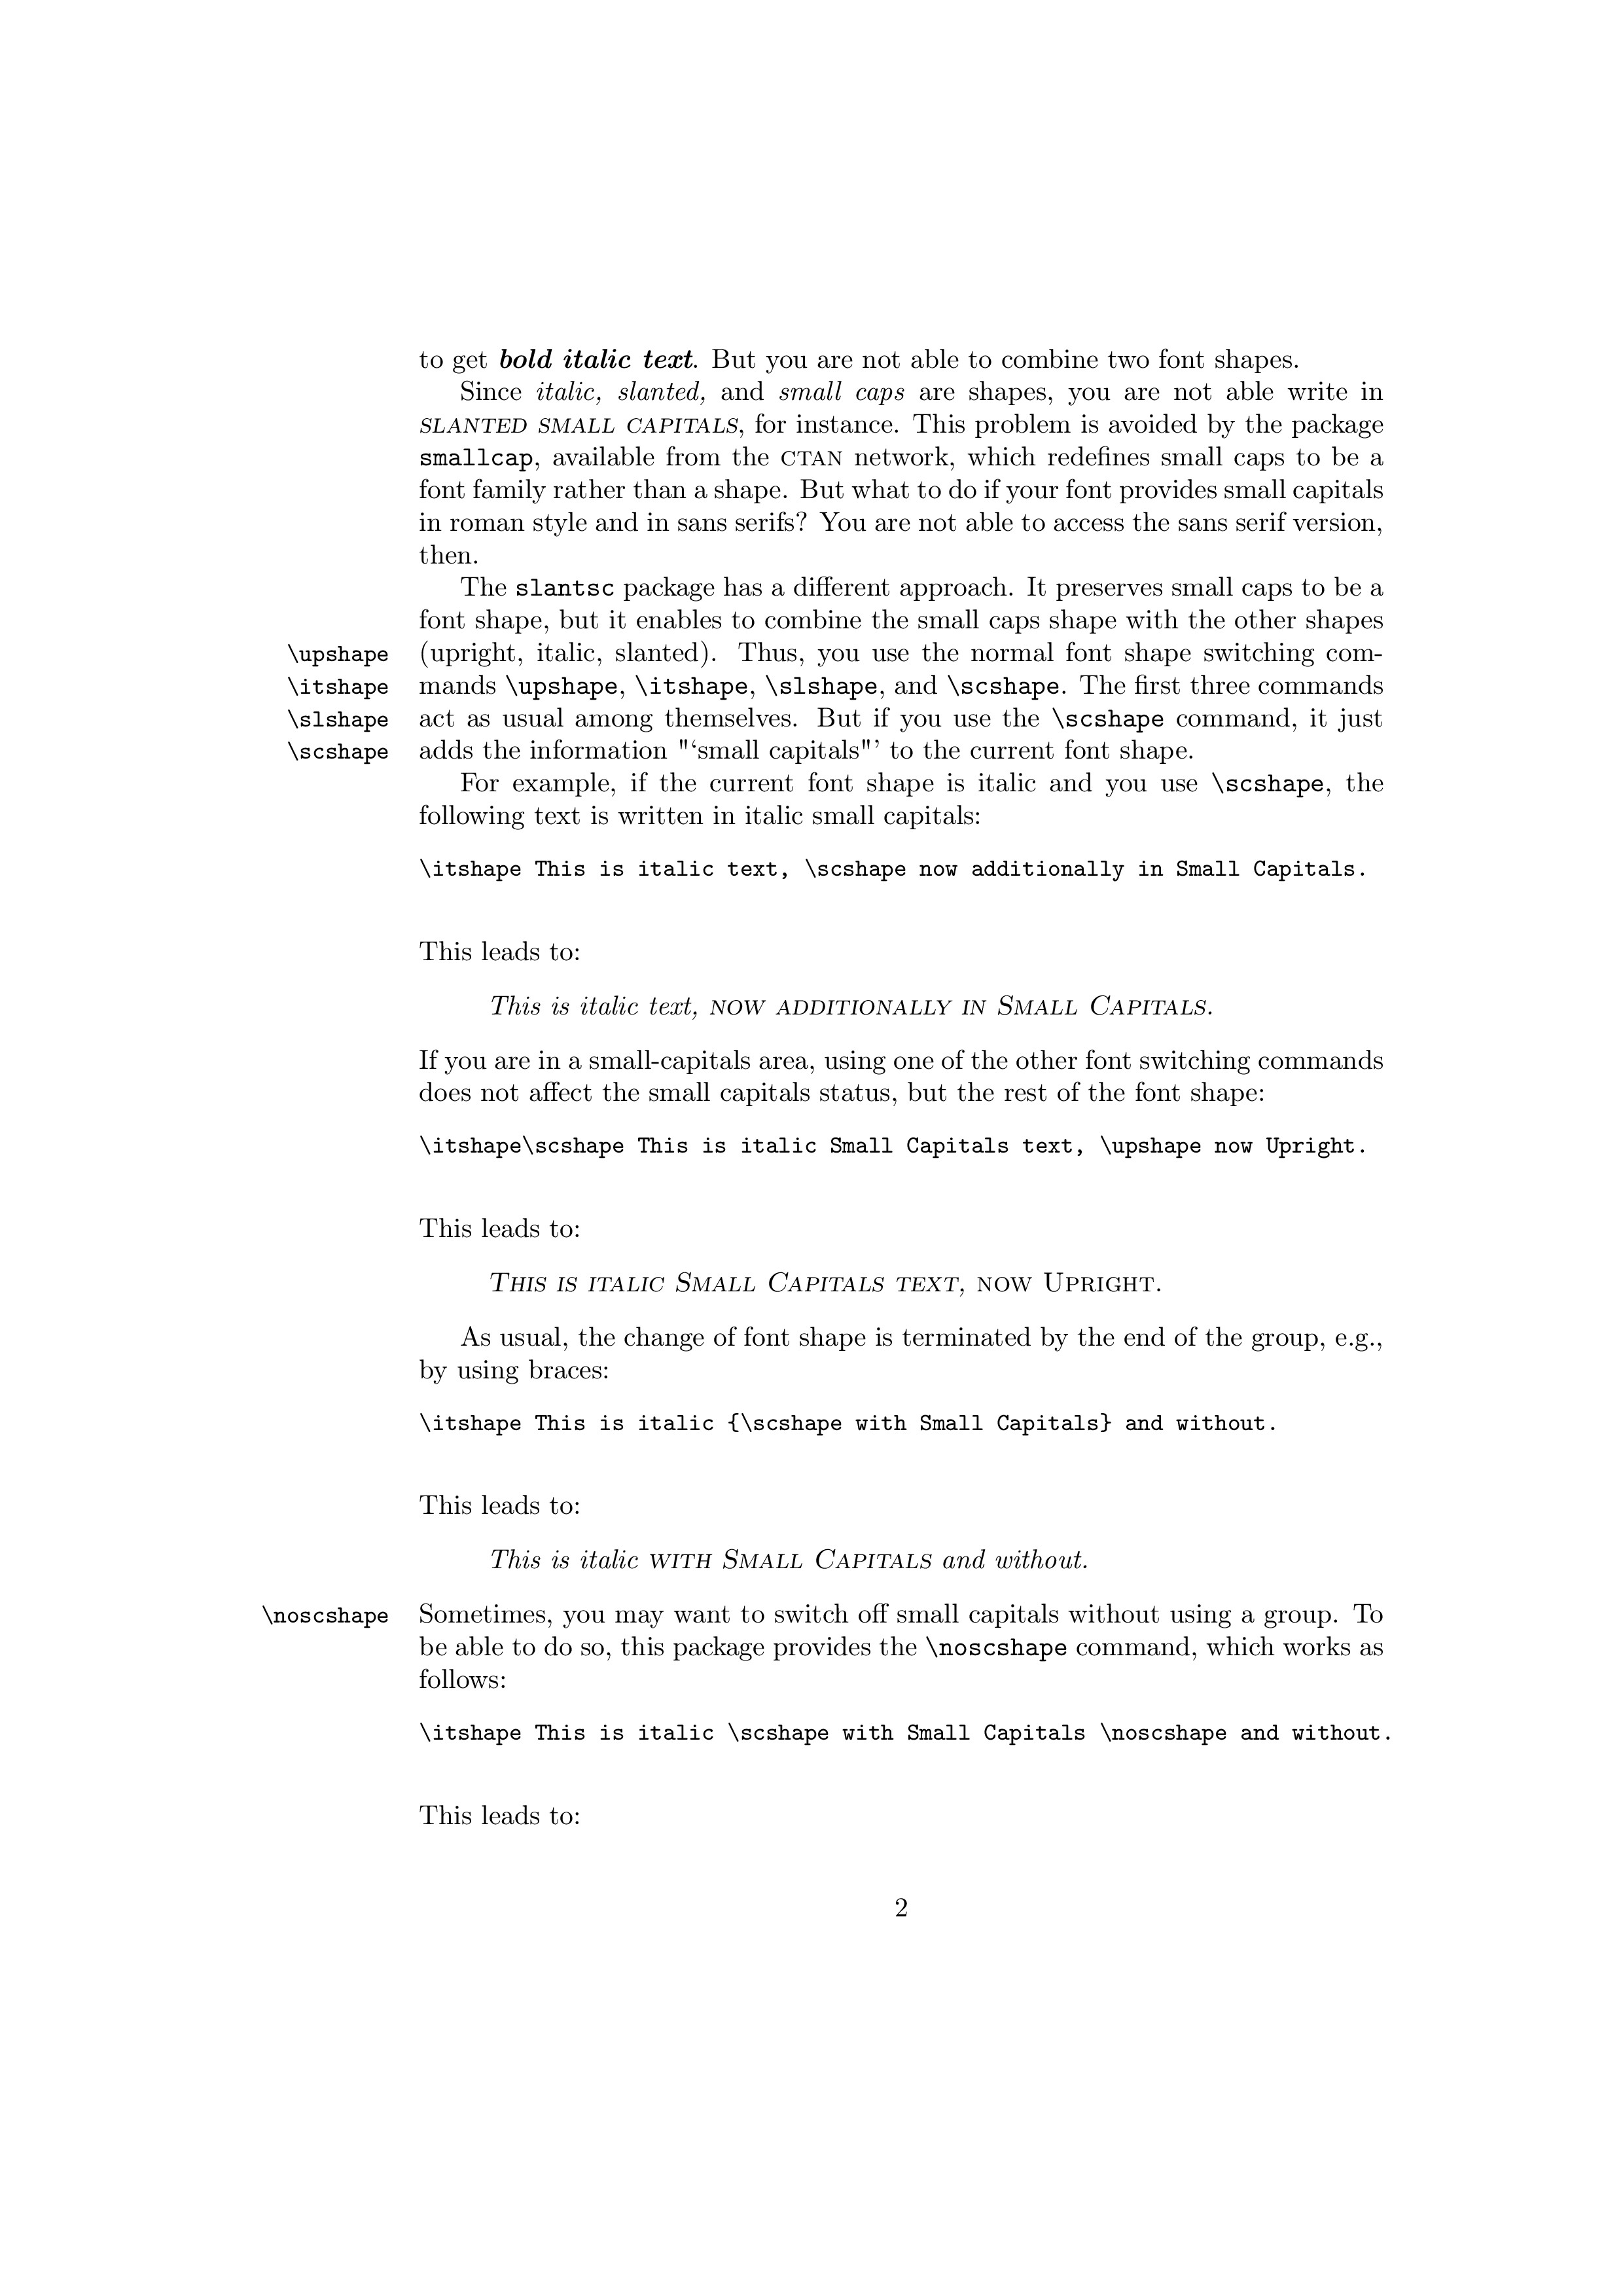 to get bold italic text. But you are not able to combine two font shapes.
Since italic, slanted, and small caps are shapes, you are not able write in
slanted small capitals, for instance. This problem is avoided by the package
smallcap, available from the ctan network, which redefines small caps to be a
font family rather than a shape. But what to do if your font provides small capitals
in roman style and in sans serifs? You are not able to access the sans serif version,
then.
The slantsc package has a different approach. It preserves small caps to be a
font shape, but it enables to combine the small caps shape with the other shapes
\upshape (upright, italic, slanted). Thus, you use the normal font shape switching com-
\itshape mands \upshape, \itshape, \slshape, and \scshape. The first three commands
\slshape act as usual among themselves. But if you use the \scshape command, it just
\scshape adds the information "‘small capitals"’ to the current font shape.
For example, if the current font shape is italic and you use \scshape, the
following text is written in italic small capitals:
\itshape This is italic text, \scshape now additionally in Small Capitals.
This leads to:
This is italic text, now additionally in Small Capitals.
If you are in a small-capitals area, using one of the other font switching commands
does not affect the small capitals status, but the rest of the font shape:
\itshape\scshape This is italic Small Capitals text, \upshape now Upright.
This leads to:
This is italic Small Capitals text, now Upright.
As usual, the change of font shape is terminated by the end of the group, e.g.,
by using braces:
\itshape This is italic {\scshape with Small Capitals} and without.
This leads to:
This is italic with Small Capitals and without.
\noscshape Sometimes, you may want to switch off small capitals without using a group. To
be able to do so, this package provides the \noscshape command, which works as
follows:
\itshape This is italic \scshape with Small Capitals \noscshape and without.
This leads to:
2